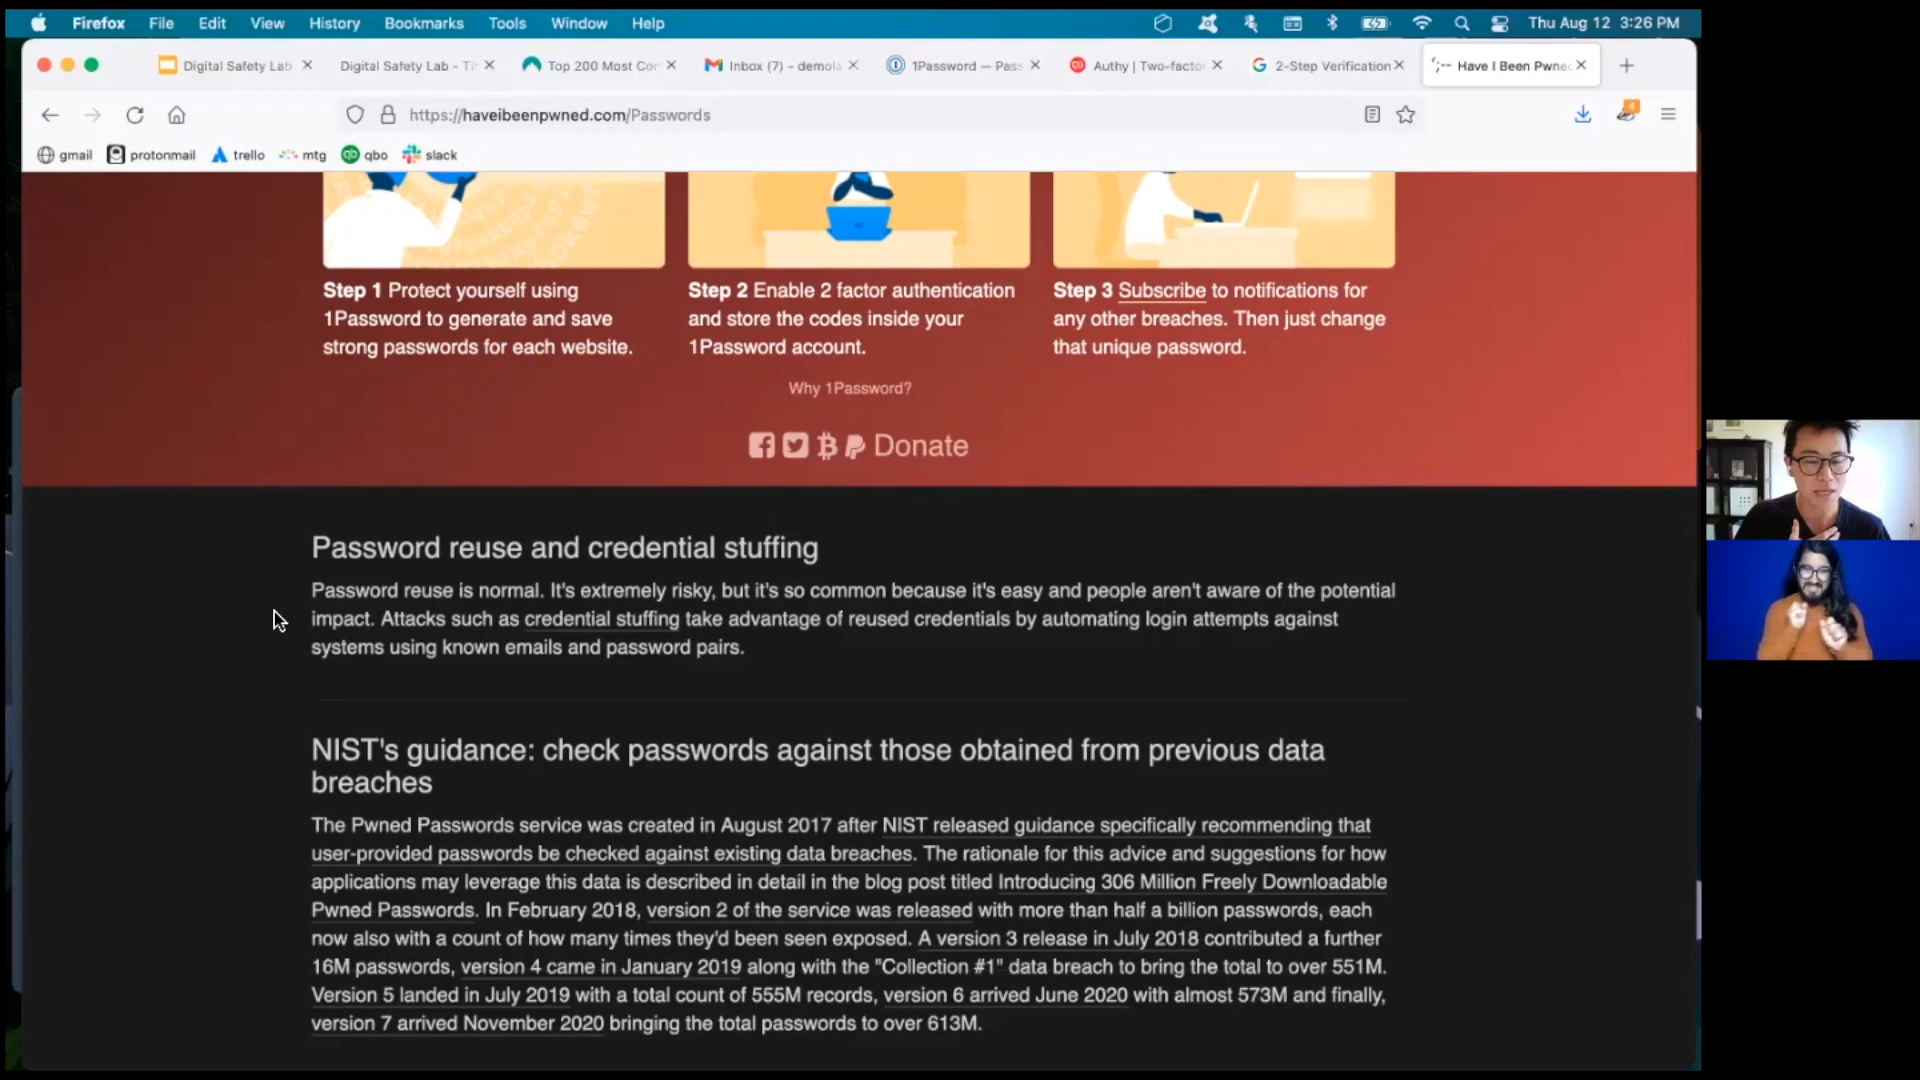 Firefox File Edit View History Bookmarks Tools Window Help Thu Aug 12 3:26 PM
Digital Safety Lab Digital Safety Lab - Ti Top 200 Most Cor Inbox (7) - demola 1Password — Pass Authy | Two-factor 2-Step Verification Have I Been Pwned
https://haveibeenpwned.com/Passwords 4
gmail protonmail trello mtg qbo slack
Step 1 Protect yourself using
1Password to generate and save
strong passwords for each website.
Step 2 Enable 2 factor authentication
and store the codes inside your
1Password account.
Step 3 Subscribe to notifications for
any other breaches. Then just change
that unique password.
Why 1Password?
Donate
Password reuse and credential stuffing
Password reuse is normal. It's extremely risky, but it's so common because it's easy and people aren't aware of the potential
impact. Attacks such as credential stuffing take advantage of reused credentials by automating login attempts against
systems using known emails and password pairs.
NIST's guidance: check passwords against those obtained from previous data
breaches
The Pwned Passwords service was created in August 2017 after NIST released guidance specifically recommending that
user-provided passwords be checked against existing data breaches. The rationale for this advice and suggestions for how
applications may leverage this data is described in detail in the blog post titled Introducing 306 Million Freely Downloadable
Pwned Passwords. In February 2018, version 2 of the service was released with more than half a billion passwords, each
now also with a count of how many times they'd been seen exposed. A version 3 release in July 2018 contributed a further
16M passwords, version 4 came in January 2019 along with the "Collection #1" data breach to bring the total to over 551M.
Version 5 landed in July 2019 with a total count of 555M records, version 6 arrived June 2020 with almost 573M and finally,
version 7 arrived November 2020 bringing the total passwords to over 613M.